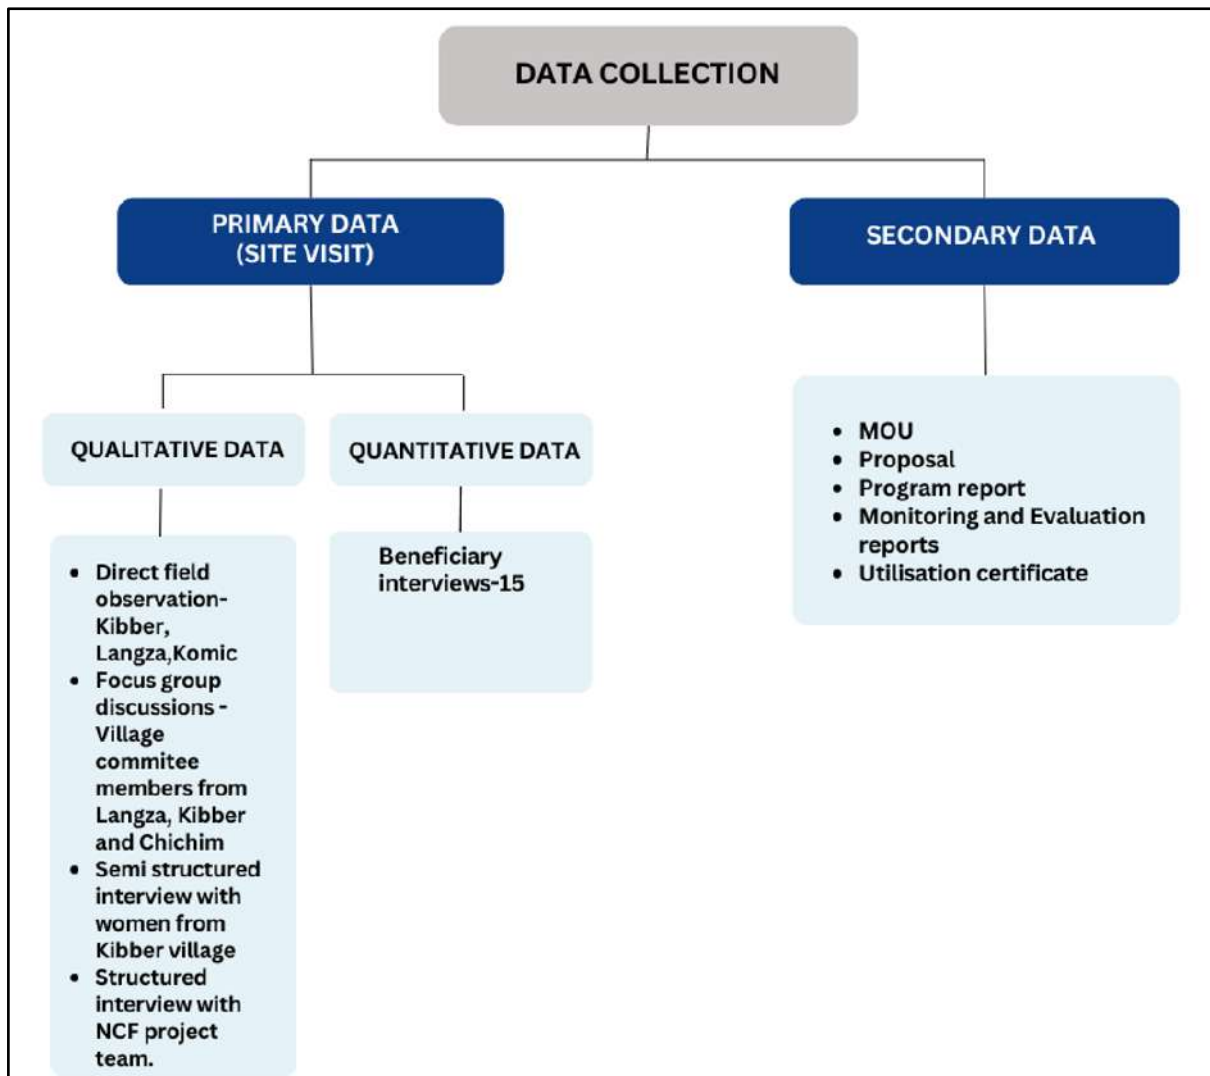 DATA COLLECTION
PRIMARY DATA
(SITE VISIT)
SECONDARY DATA
QUALITATIVE DATA
QUANTITATIVE DATA
• Direct field
observation-
Kibber,
Langza,Komic
• Focus group
discussions -
Village
commitee
members from
Langza, Kibber
and Chichim
• Semi structured
interview with
women from
Kibber village
• Structured
interview with
NCF project
team.
Beneficiary
interviews-15
• MOU
• Proposal
• Program report
• Monitoring and Evaluation
reports
• Utilisation certificate